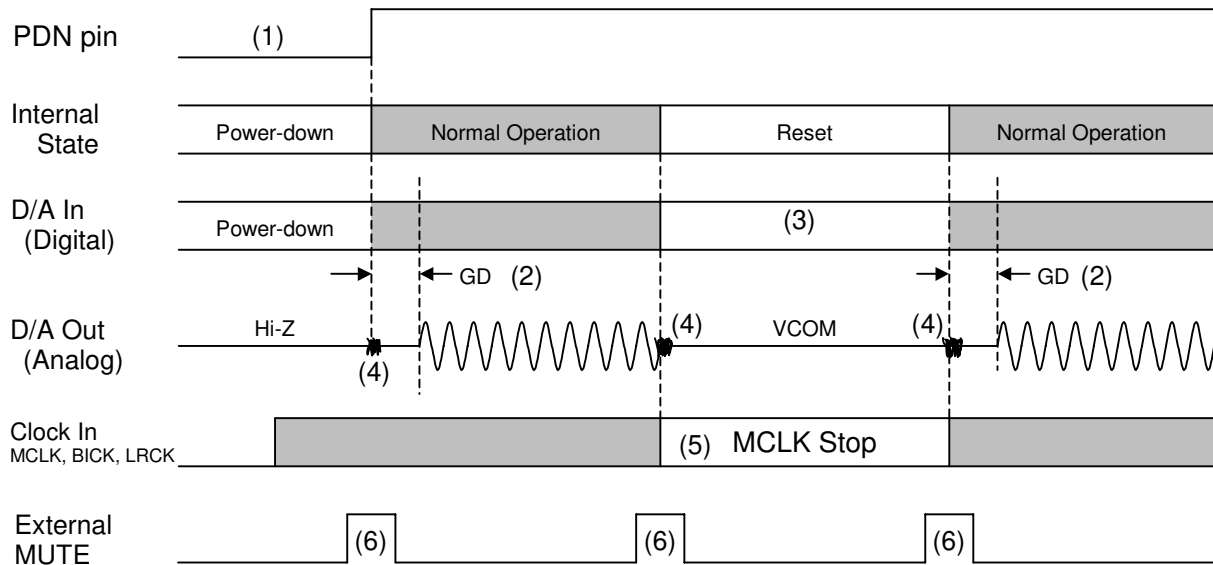 PDN pin
(1)
Internal
State
Power-down
Normal Operation
Reset
Normal Operation
D/A In
(Digital)
Power-down
(3)
GD (2)
GD (2)
D/A Out
(Analog)
Hi-Z
(4)
(4)
VCOM
(4)
Clock In
MCLK, BICK, LRCK
(5) MCLK Stop
External
MUTE
(6)
(6)
(6)